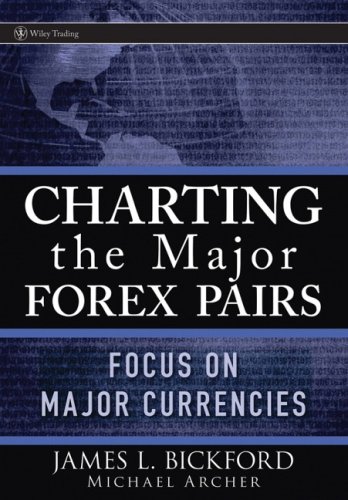 Wiley Trading
CHARTING
the Major
FOREX PAIRS
FOCUS ON
MAJOR CURRENCIES
JAMES L. BICKFORD
MICHAEL ARCHER